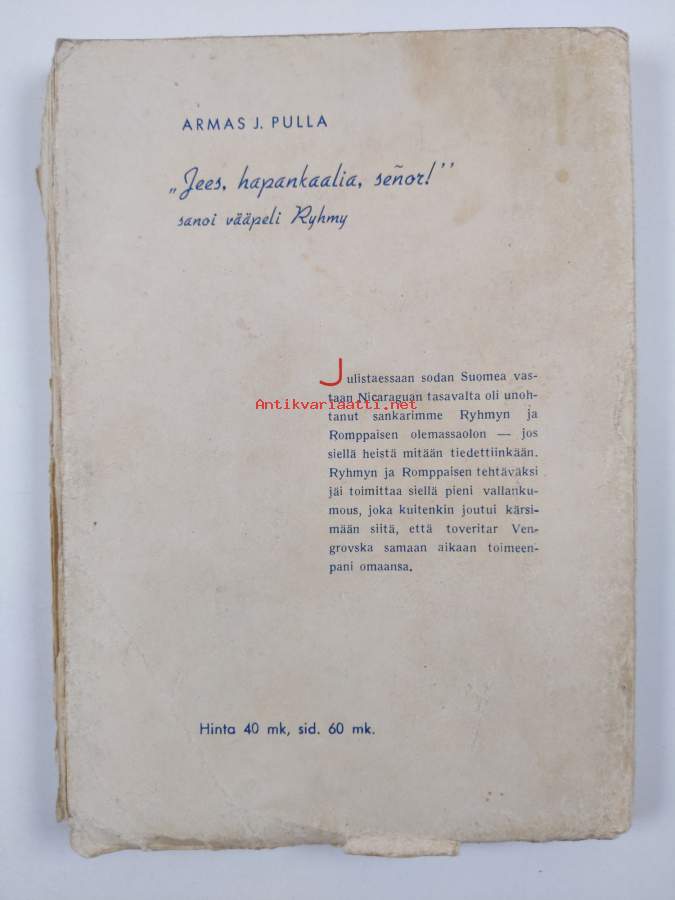 ARMAS J. PULLA
„Jees, hapankaalia, señor!”
sanoi vääpeli Ryhmy
Julistaessaan sodan Suomea vas-
taan Nicaraguan tasavalta oli unoh-
Antikvariaatti.net
tanut sankarimme Ryhmyn ja
Romppaisen olemassaolon — jos
siellä heistä mitään tiedettiinkään.
Ryhmyn ja Romppaisen tehtäväksi
jäi toimittaa siellä pieni vallanku-
mous, joka kuitenkin joutui kärsi-
mään siitä, että toveritar Ven-
grovska samaan aikaan toimeen-
pani omaansa.
Hinta 40 mk, sid. 60 mk.